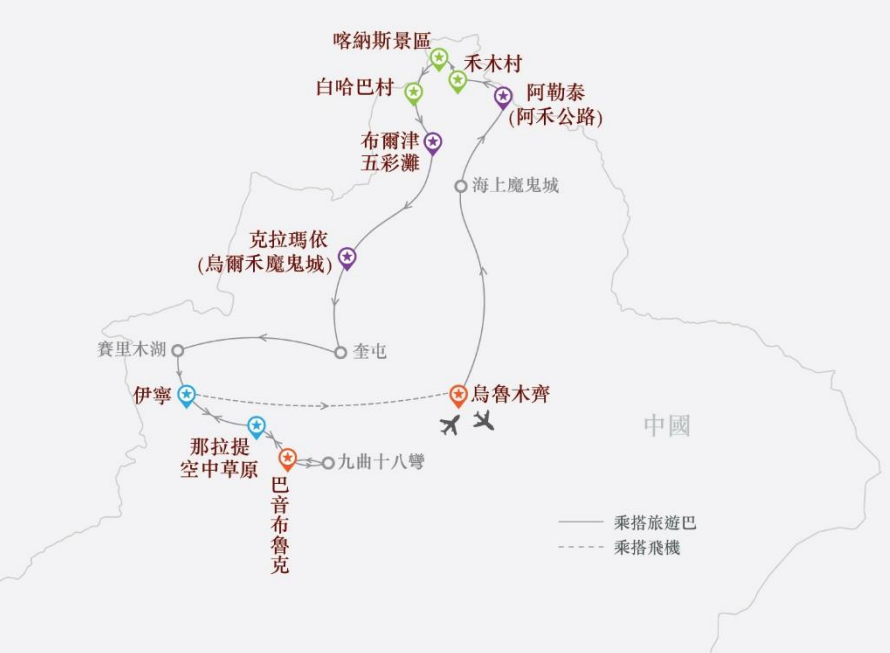 喀納斯景區
禾木村
白哈巴村
阿勒泰
(阿禾公路)
布爾津
五彩灘
海上魔鬼城
克拉瑪依
(烏爾禾魔鬼城)
賽里木湖
奎屯
伊寧
烏魯木齊
中國
那拉提
空中草原
九曲十八彎
巴音布魯克
乘搭旅遊巴
乘搭飛機